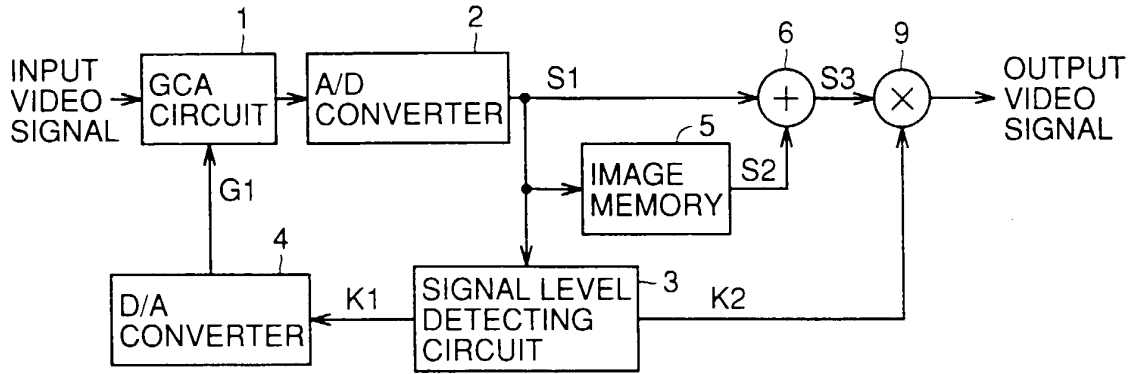 1
2
6
9
INPUT
VIDEO
SIGNAL
GCA
CIRCUIT
A/D
CONVERTER
S1
+
S3
×
OUTPUT
VIDEO
SIGNAL
5
IMAGE
MEMORY
S2
G1
4
D/A
CONVERTER
K1
SIGNAL LEVEL
DETECTING
CIRCUIT
3
K2